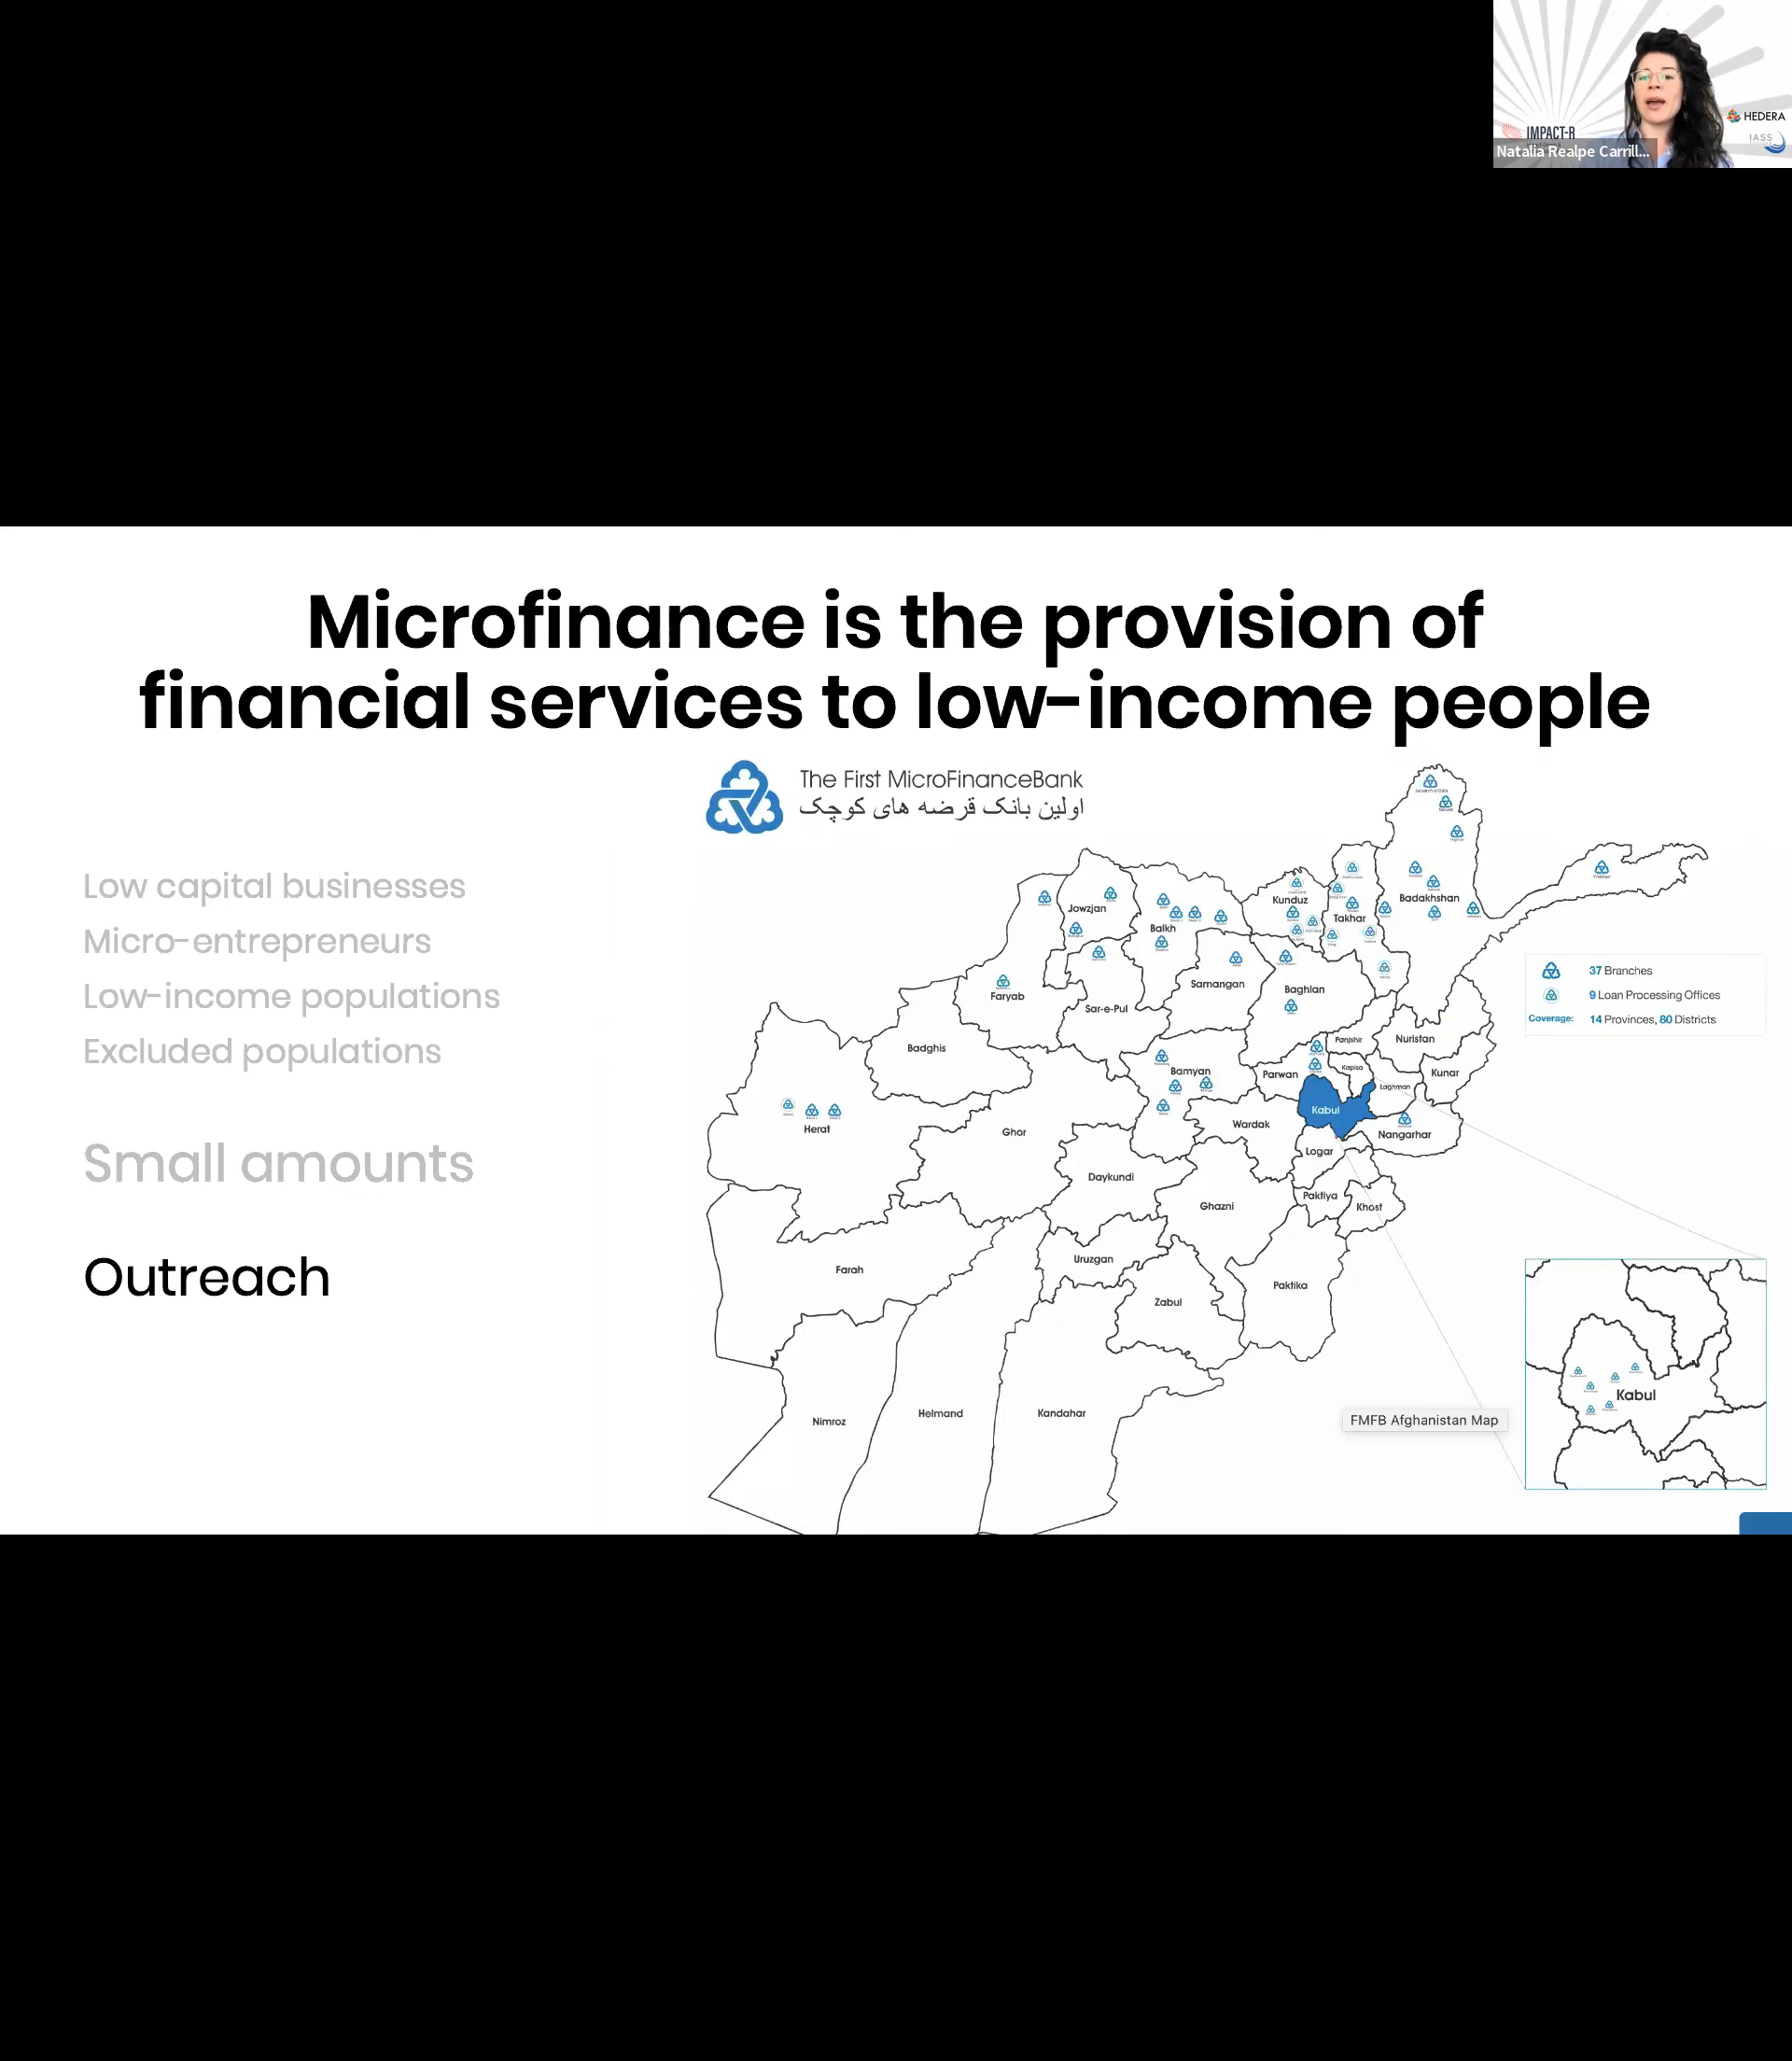 IMPACT-R
HEDERA
IASS
Natalia Realpe Carrill...
Microfinance is the provision of
financial services to low-income people
The First MicroFinanceBank
اولین بانک قرضه های کوچک
Low capital businesses
Micro-entrepreneurs
Low-income populations
Excluded populations
Small amounts
Outreach
Jowzjan
Balkh
Kunduz
Takhar
Badakhshan
Faryab
Sar-e-Pul
Samangan
Baghlan
Badghis
Bamyan
Parwan
Panjshir
Kapisa
Nuristan
Kunar
Laghman
Kabul
Nangarhar
Herat
Ghor
Wardak
Logar
Daykundi
Ghazni
Paktiya
Khost
Farah
Uruzgan
Zabul
Paktika
Nimroz
Helmand
Kandahar
37 Branches
9 Loan Processing Offices
Coverage: 14 Provinces, 80 Districts
Kabul
FMFB Afghanistan Map